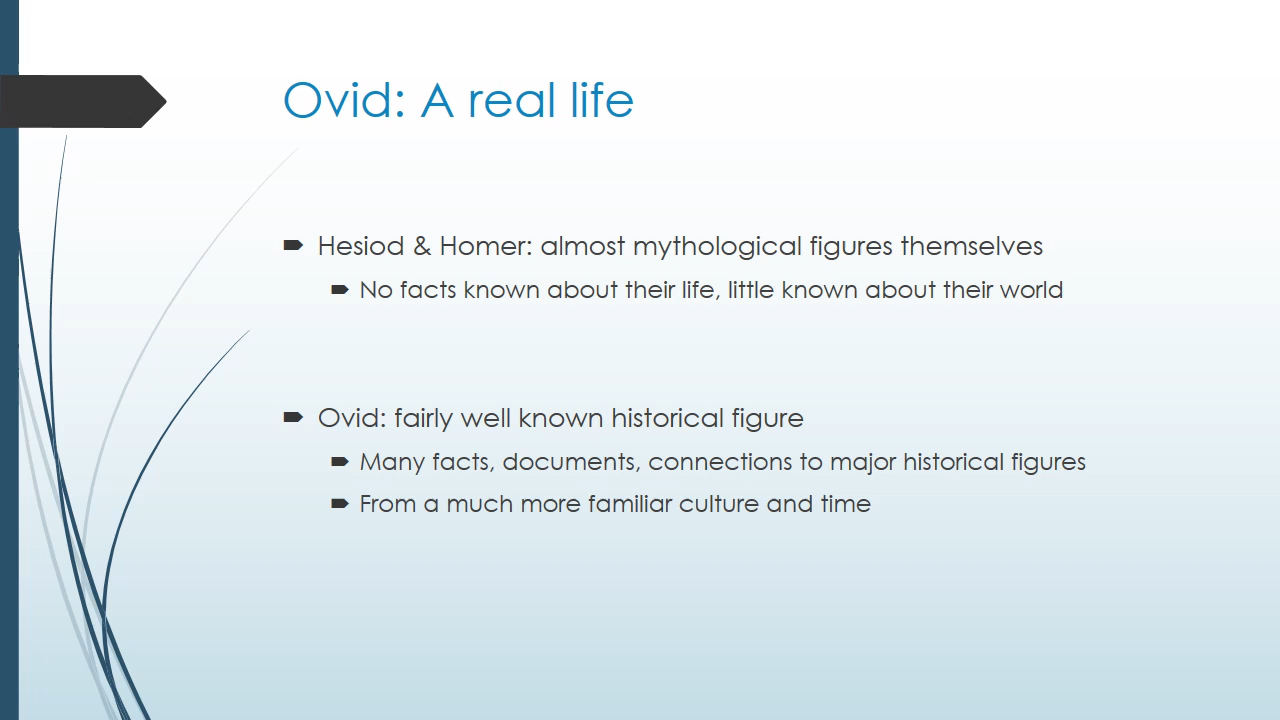 Ovid: A real life
Hesiod & Homer: almost mythological figures themselves
No facts known about their life, little known about their world
Ovid: fairly well known historical figure
Many facts, documents, connections to major historical figures
From a much more familiar culture and time